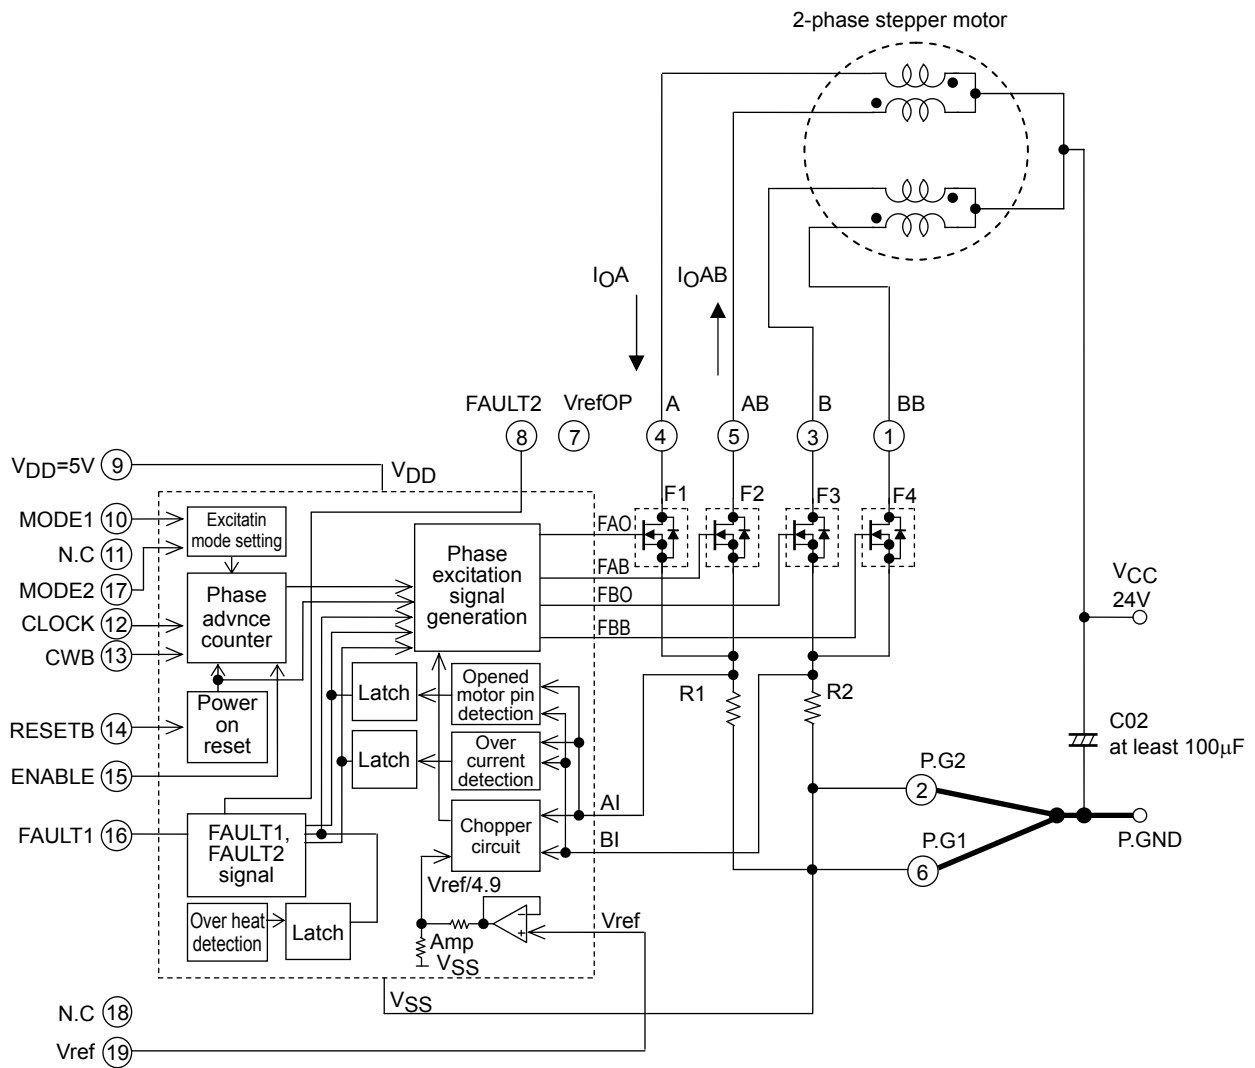 2-phase stepper motor
IOA
IOAB
FAULT2
VrefOP
A
AB
B
BB
8
7
4
5
3
1
VDD=5V
9
VDD
F1
F2
F3
F4
MODE1
10
Excitatin
mode setting
FAO
N.C
11
Phase
excitation
signal
generation
FAB
VCC
24V
MODE2
17
Phase
advnce
counter
FBO
CLOCK
12
FBB
CWB
13
Latch
Opened
motor pin
detection
R1
R2
RESETB
14
Power
on
reset
C02
at least 100µF
Latch
Over
current
detection
ENABLE
15
P.G2
2
AI
FAULT1
16
FAULT1,
FAULT2
signal
Chopper
circuit
BI
P.GND
P.G1
6
Vref/4.9
Over heat
detection
Latch
Amp
VSS
Vref
VSS
N.C
18
Vref
19